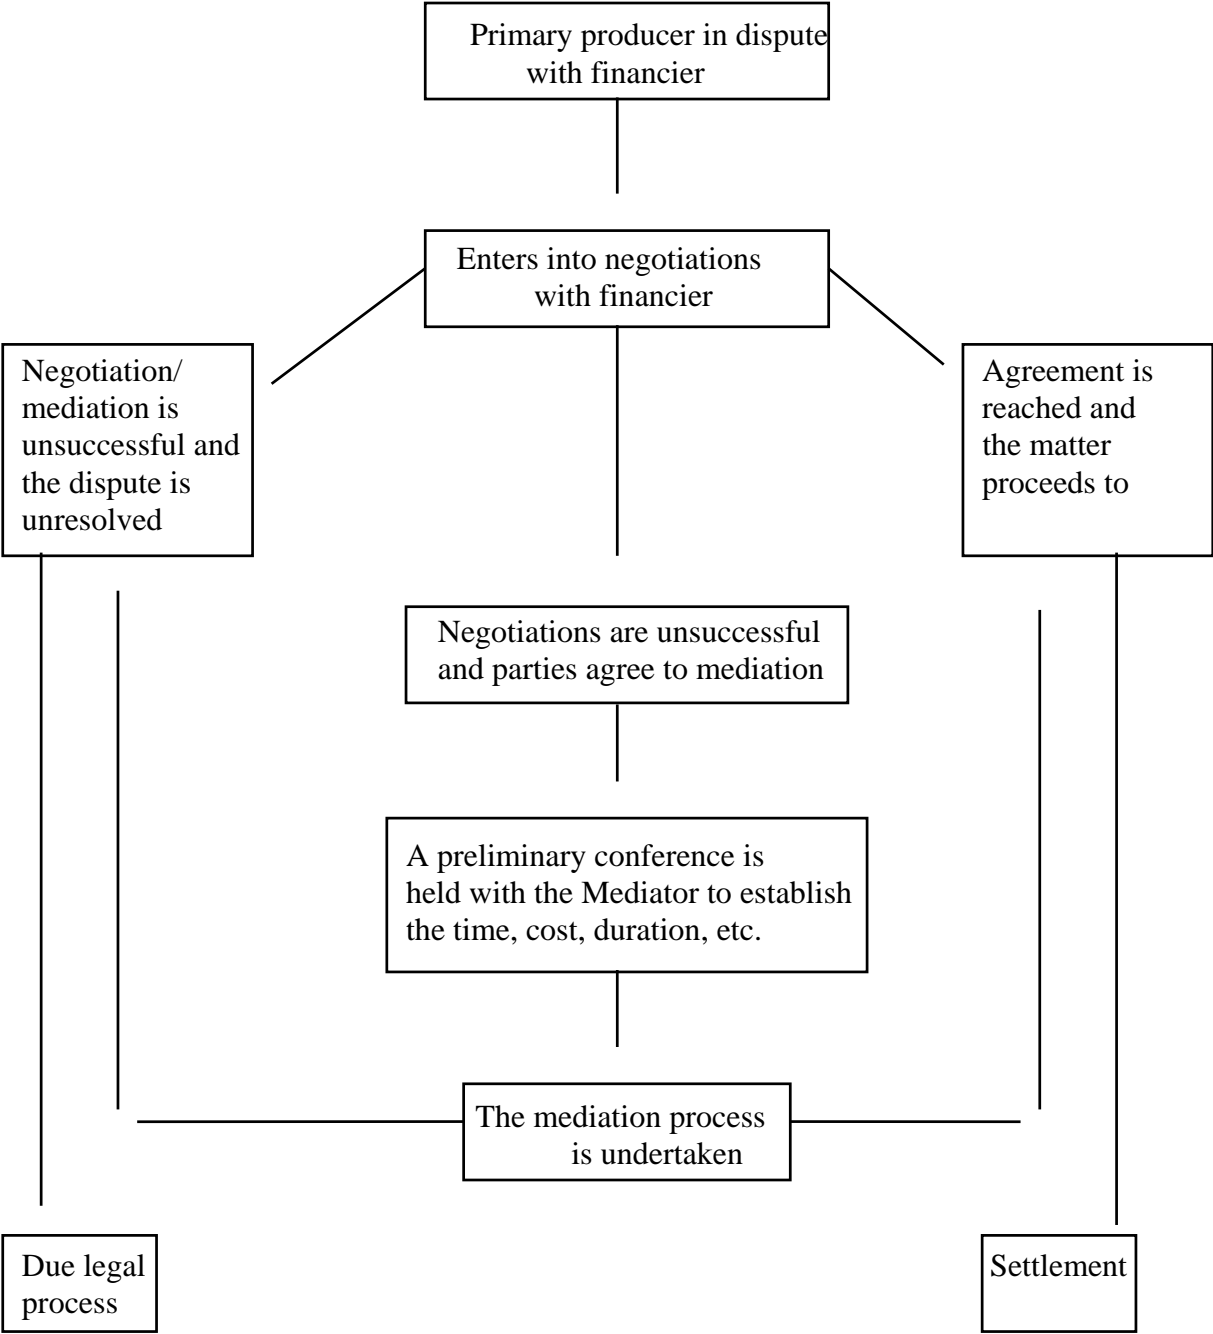 Primary producer in dispute
with financier
Enters into negotiations
with financier
Negotiation/
mediation is
unsuccessful and
the dispute is
unresolved
Agreement is
reached and
the matter
proceeds to
Negotiations are unsuccessful
and parties agree to mediation
A preliminary conference is
held with the Mediator to establish
the time, cost, duration, etc.
The mediation process
is undertaken
Due legal
process
Settlement